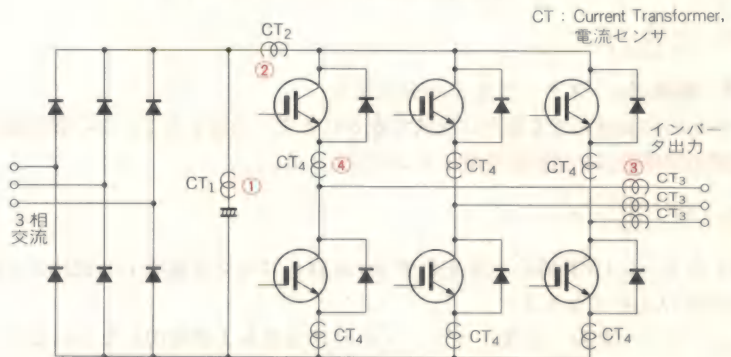 CT : Current Transformer,
電流センサ
CT2
②
CT4
④
CT4
CT4
③
インバー
タ出力
CT3
CT3
CT3
CT1
①
3相
交流
CT4
CT4
CT4